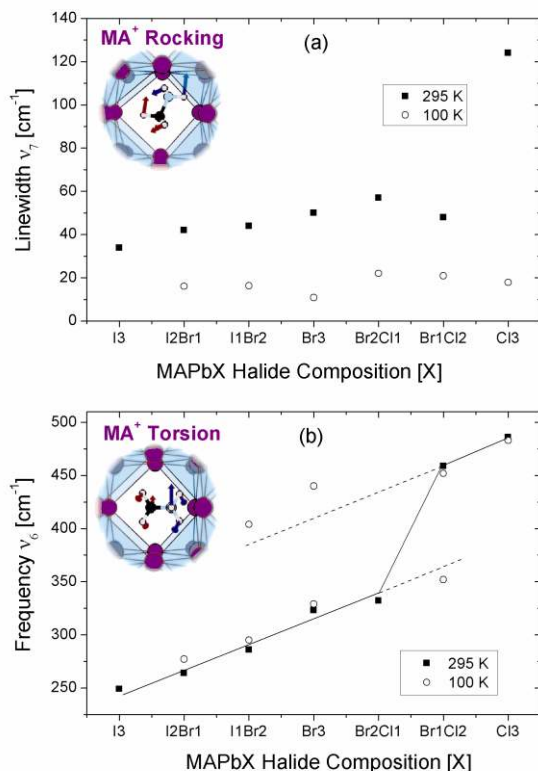 MA⁺ Rocking
(a)
295 K
100 K
Linewidth ν₇ [cm⁻¹]
140
120
100
80
60
40
20
0
I3 I2Br1 I1Br2 Br3 Br2Cl1 Br1Cl2 Cl3
MAPbX Halide Composition [X]
MA⁺ Torsion
(b)
Frequency ν₆ [cm⁻¹]
500
450
400
350
300
250
295 K
100 K
I3 I2Br1 I1Br2 Br3 Br2Cl1 Br1Cl2 Cl3
MAPbX Halide Composition [X]